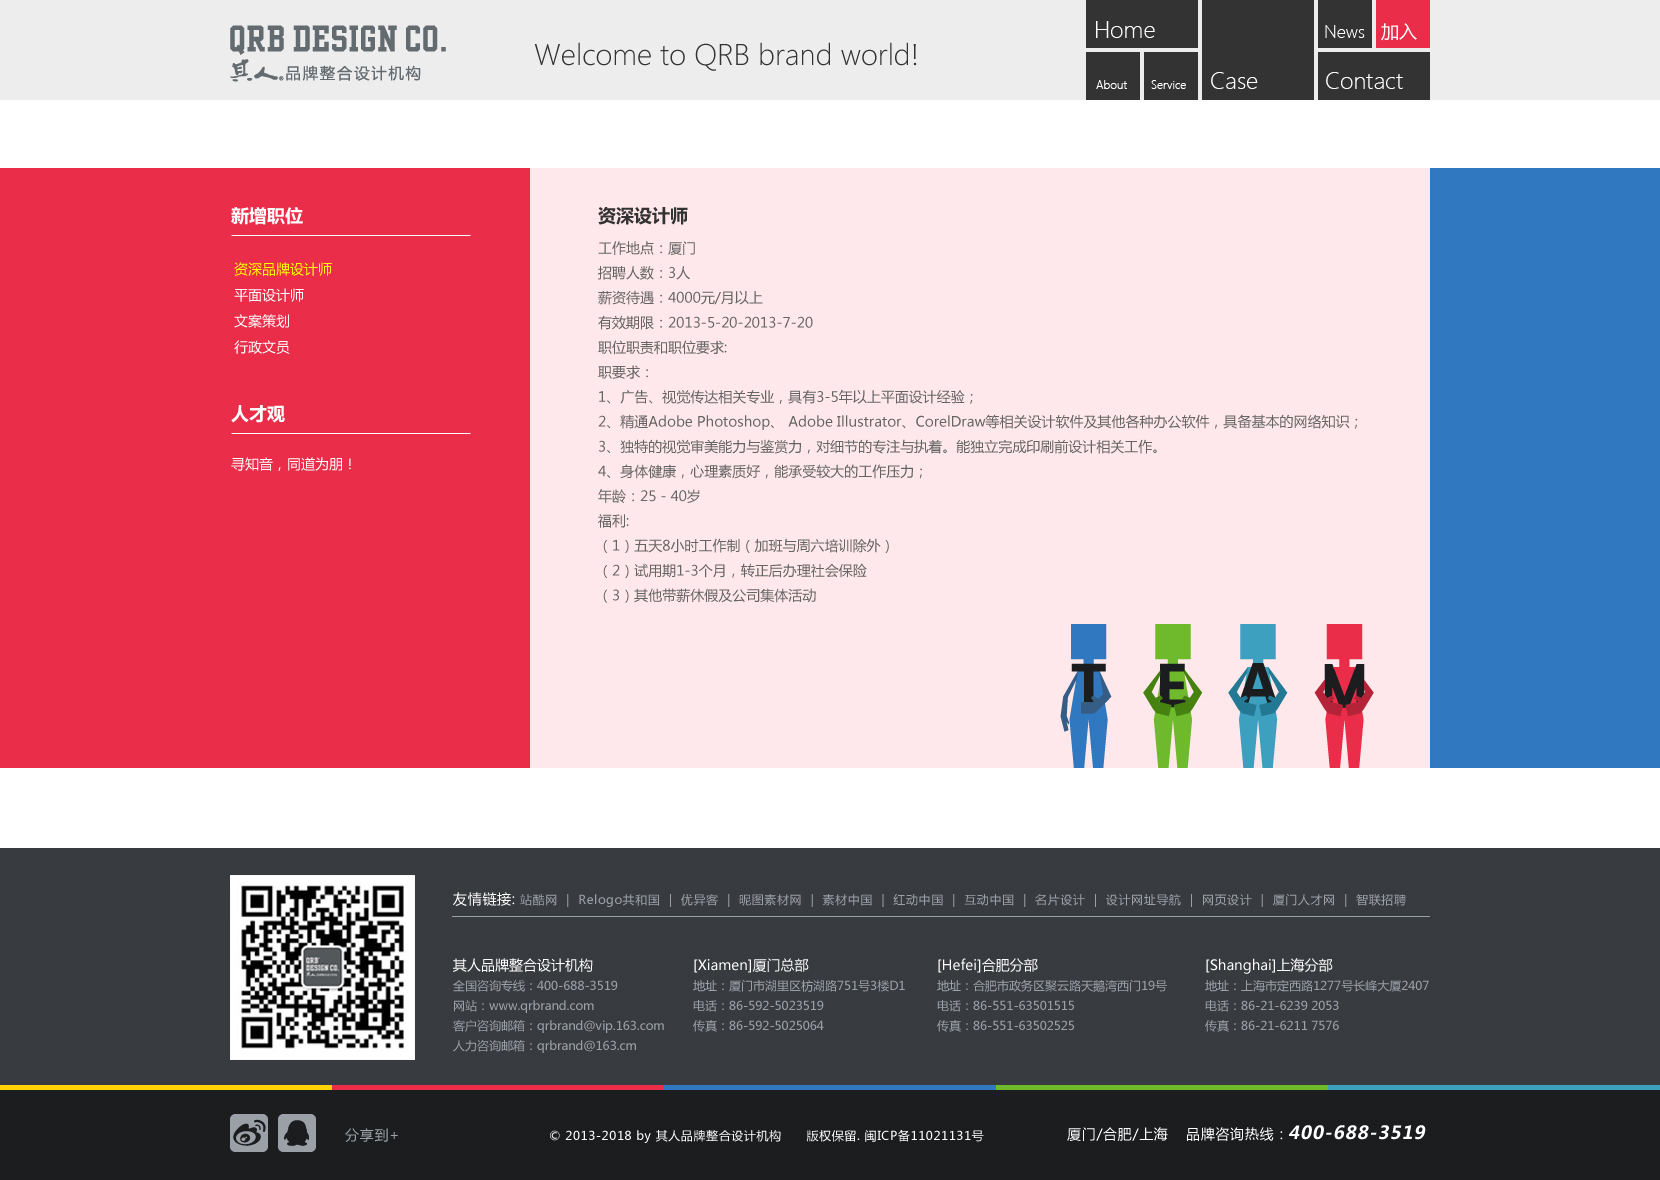 QRB DESIGN CO.
其人。品牌整合设计机构
Welcome to QRB brand world!
Home
About
Service
Case
News
加入
Contact
新增职位
资深品牌设计师
平面设计师
文案策划
行政文员
人才观
寻知音，同道为朋！
资深设计师
工作地点：厦门
招聘人数：3人
薪资待遇：4000元/月以上
有效期限：2013-5-20-2013-7-20
职位职责和职位要求:
职要求：
1、广告、视觉传达相关专业，具有3-5年以上平面设计经验；
2、精通Adobe Photoshop、 Adobe Illustrator、CorelDraw等相关设计软件及其他各种办公软件，具备基本的网络知识；
3、独特的视觉审美能力与鉴赏力，对细节的专注与执着。能独立完成印刷前设计相关工作。
4、身体健康，心理素质好，能承受较大的工作压力；
年龄：25 - 40岁
福利:
（1）五天8小时工作制（加班与周六培训除外）
（2）试用期1-3个月，转正后办理社会保险
（3）其他带薪休假及公司集体活动
TEAM
QRB DESIGN CO.
友情链接: 站酷网 | Relogo共和国 | 优异客 | 昵图素材网 | 素材中国 | 红动中国 | 互动中国 | 名片设计 | 设计网址导航 | 网页设计 | 厦门人才网 | 智联招聘
其人品牌整合设计机构
全国咨询专线：400-688-3519
网站：www.qrbrand.com
客户咨询邮箱：qrbrand@vip.163.com
人力咨询邮箱：qrbrand@163.cm
[Xiamen]厦门总部
地址：厦门市湖里区枋湖路751号3楼D1
电话：86-592-5023519
传真：86-592-5025064
[Hefei]合肥分部
地址：合肥市政务区聚云路天鹅湾西门19号
电话：86-551-63501515
传真：86-551-63502525
[Shanghai]上海分部
地址：上海市定西路1277号长峰大厦2407
电话：86-21-6239 2053
传真：86-21-6211 7576
分享到+
© 2013-2018 by 其人品牌整合设计机构 版权保留. 闽ICP备11021131号
厦门/合肥/上海 品牌咨询热线：400-688-3519